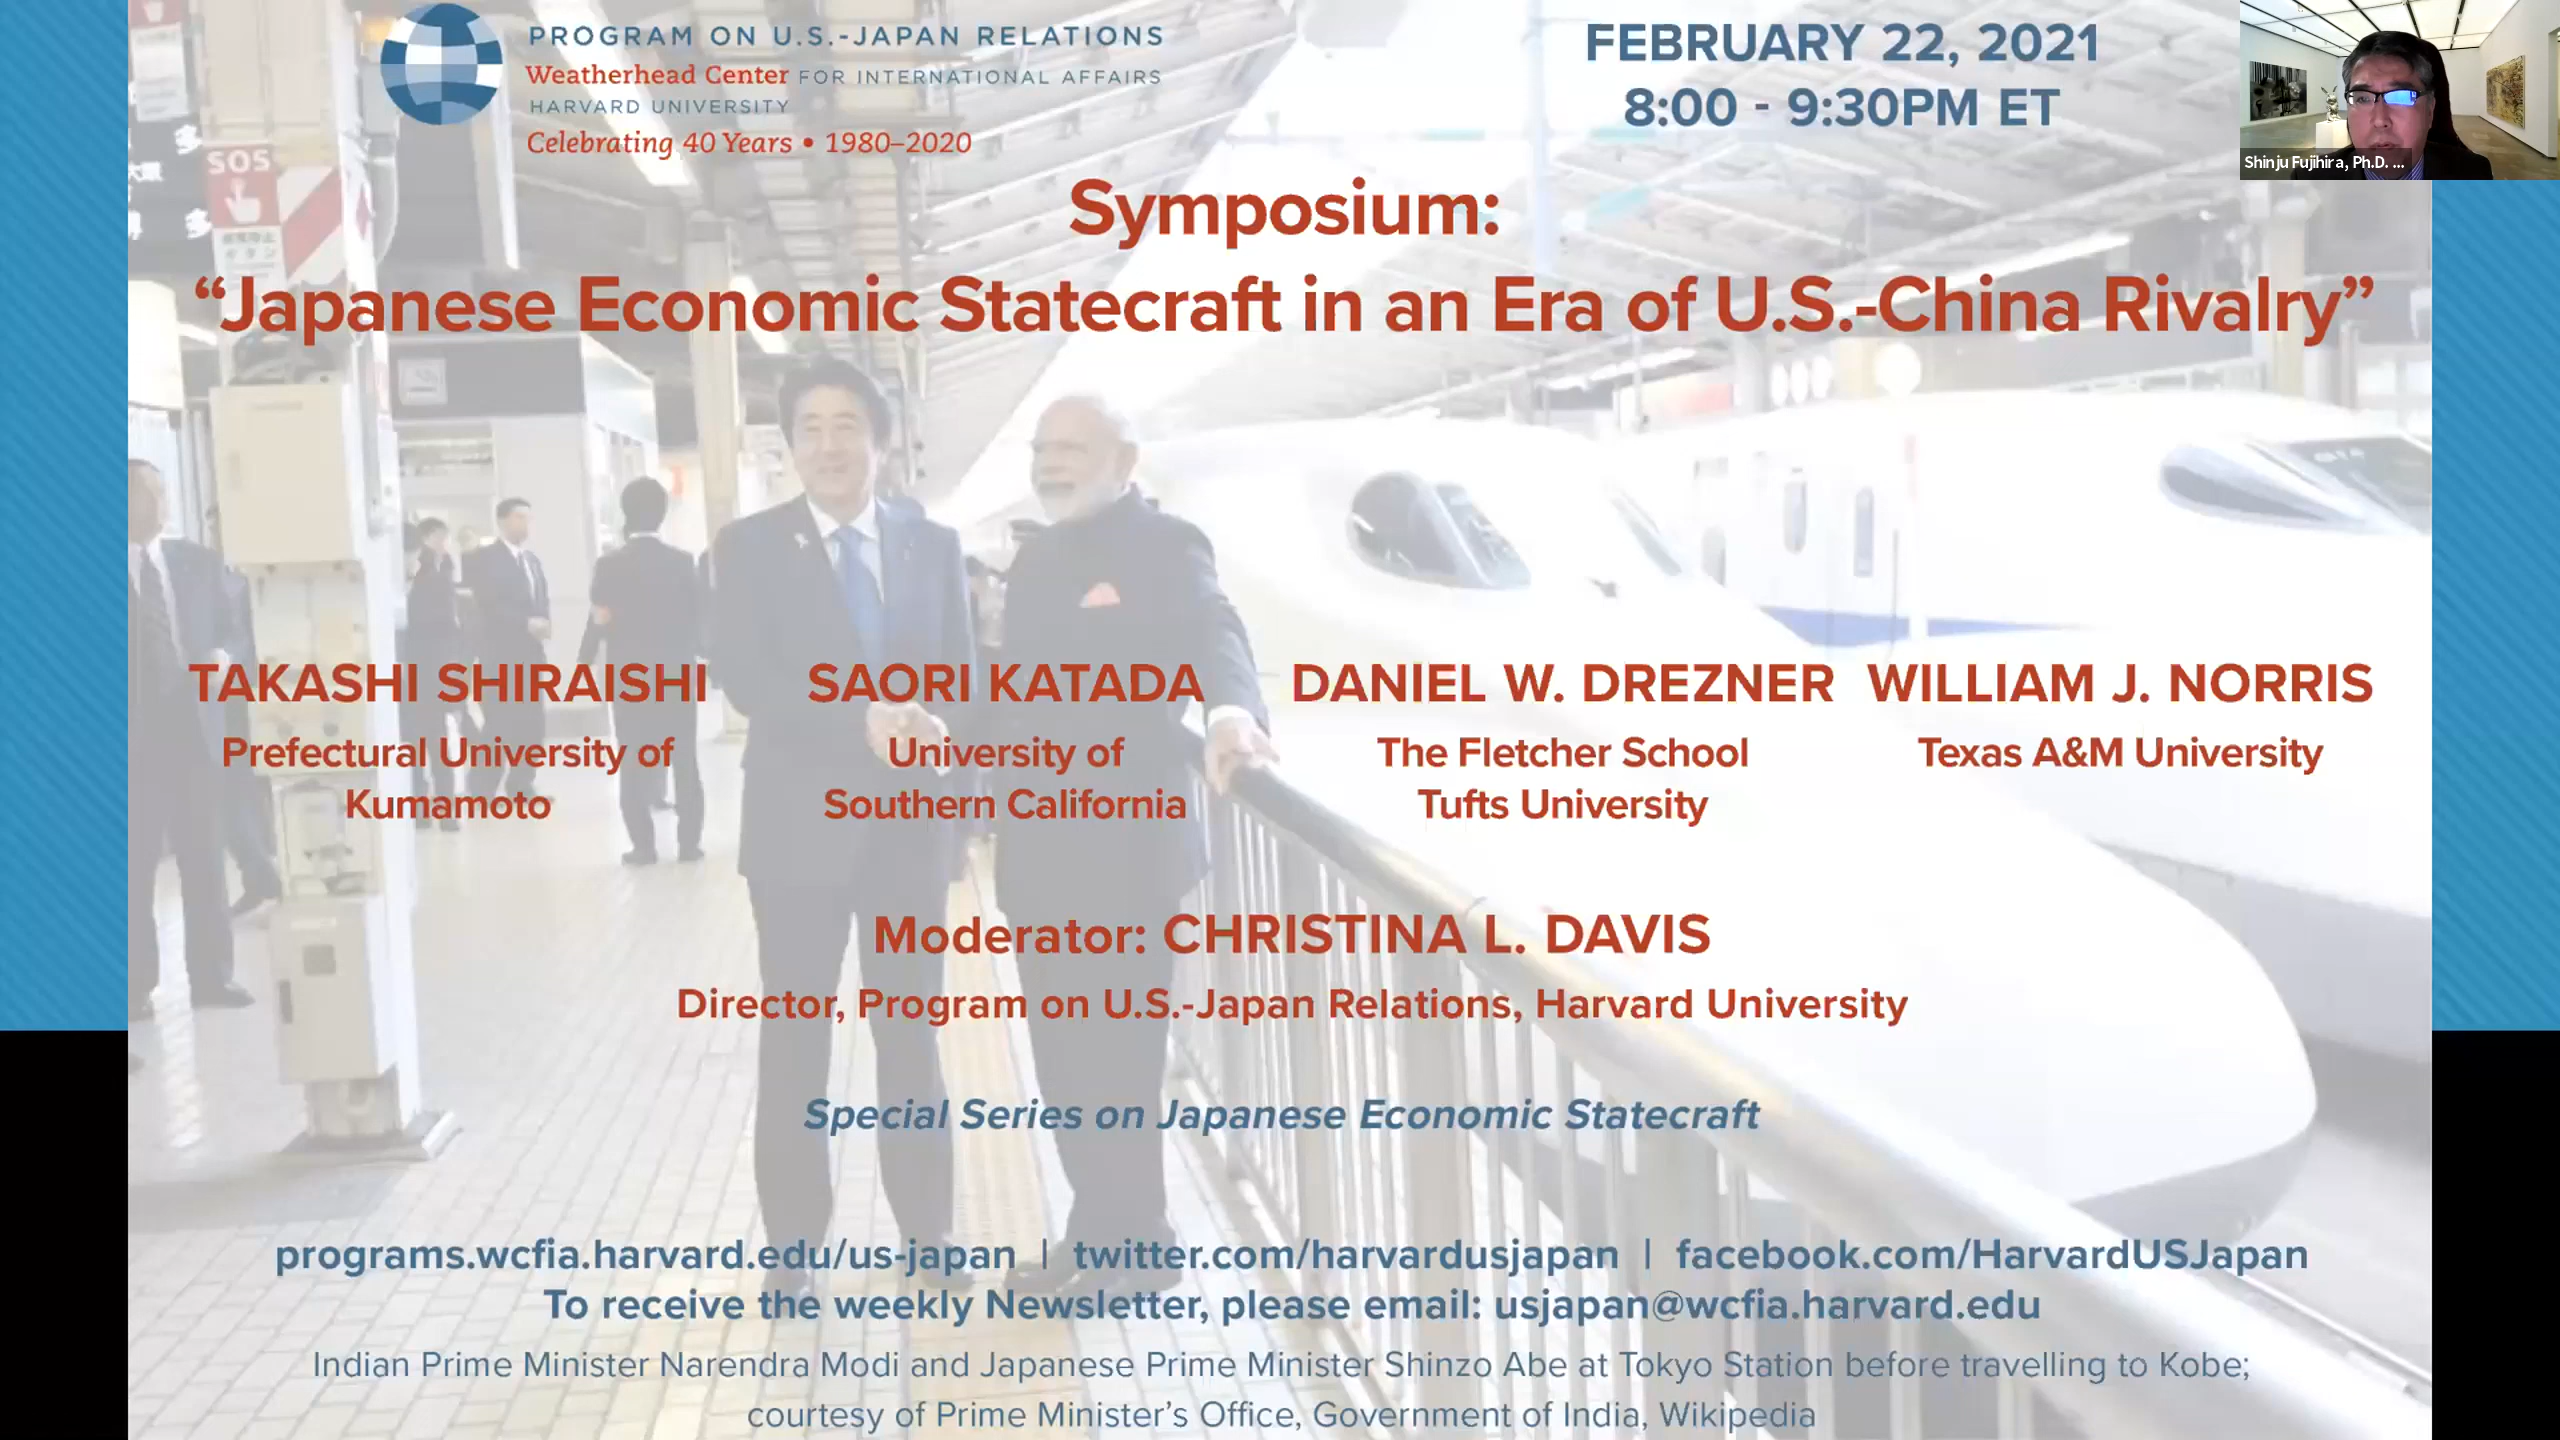 PROGRAM ON U.S.-JAPAN RELATIONS
Weatherhead Center FOR INTERNATIONAL AFFAIRS
HARVARD UNIVERSITY
Celebrating 40 Years • 1980–2020
FEBRUARY 22, 2021
8:00 - 9:30PM ET
Shinju Fujihira, Ph.D. ...
SOS
Symposium:
“Japanese Economic Statecraft in an Era of U.S.-China Rivalry”
TAKASHI SHIRAISHI
Prefectural University of
Kumamoto
SAORI KATADA
University of
Southern California
DANIEL W. DREZNER
The Fletcher School
Tufts University
WILLIAM J. NORRIS
Texas A&M University
Moderator: CHRISTINA L. DAVIS
Director, Program on U.S.-Japan Relations, Harvard University
Special Series on Japanese Economic Statecraft
programs.wcfia.harvard.edu/us-japan | twitter.com/harvardusjapan | facebook.com/HarvardUSJapan
To receive the weekly Newsletter, please email: usjapan@wcfia.harvard.edu
Indian Prime Minister Narendra Modi and Japanese Prime Minister Shinzo Abe at Tokyo Station before travelling to Kobe;
courtesy of Prime Minister’s Office, Government of India, Wikipedia